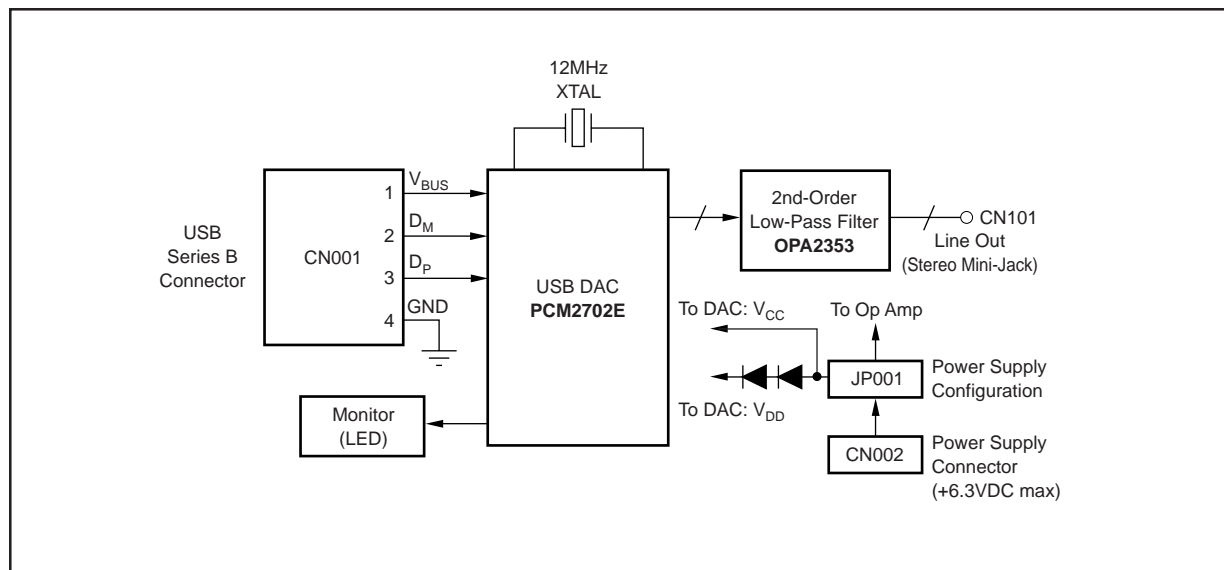 12MHz
XTAL
USB
Series B
Connector
CN001
1
V_BUS
2
D_M
3
D_P
4
GND
USB DAC
PCM2702E
Monitor
(LED)
2nd-Order
Low-Pass Filter
OPA2353
CN101
Line Out
(Stereo Mini-Jack)
To DAC: V_CC
To Op Amp
JP001
Power Supply
Configuration
To DAC: V_DD
CN002
Power Supply
Connector
(+6.3VDC max)